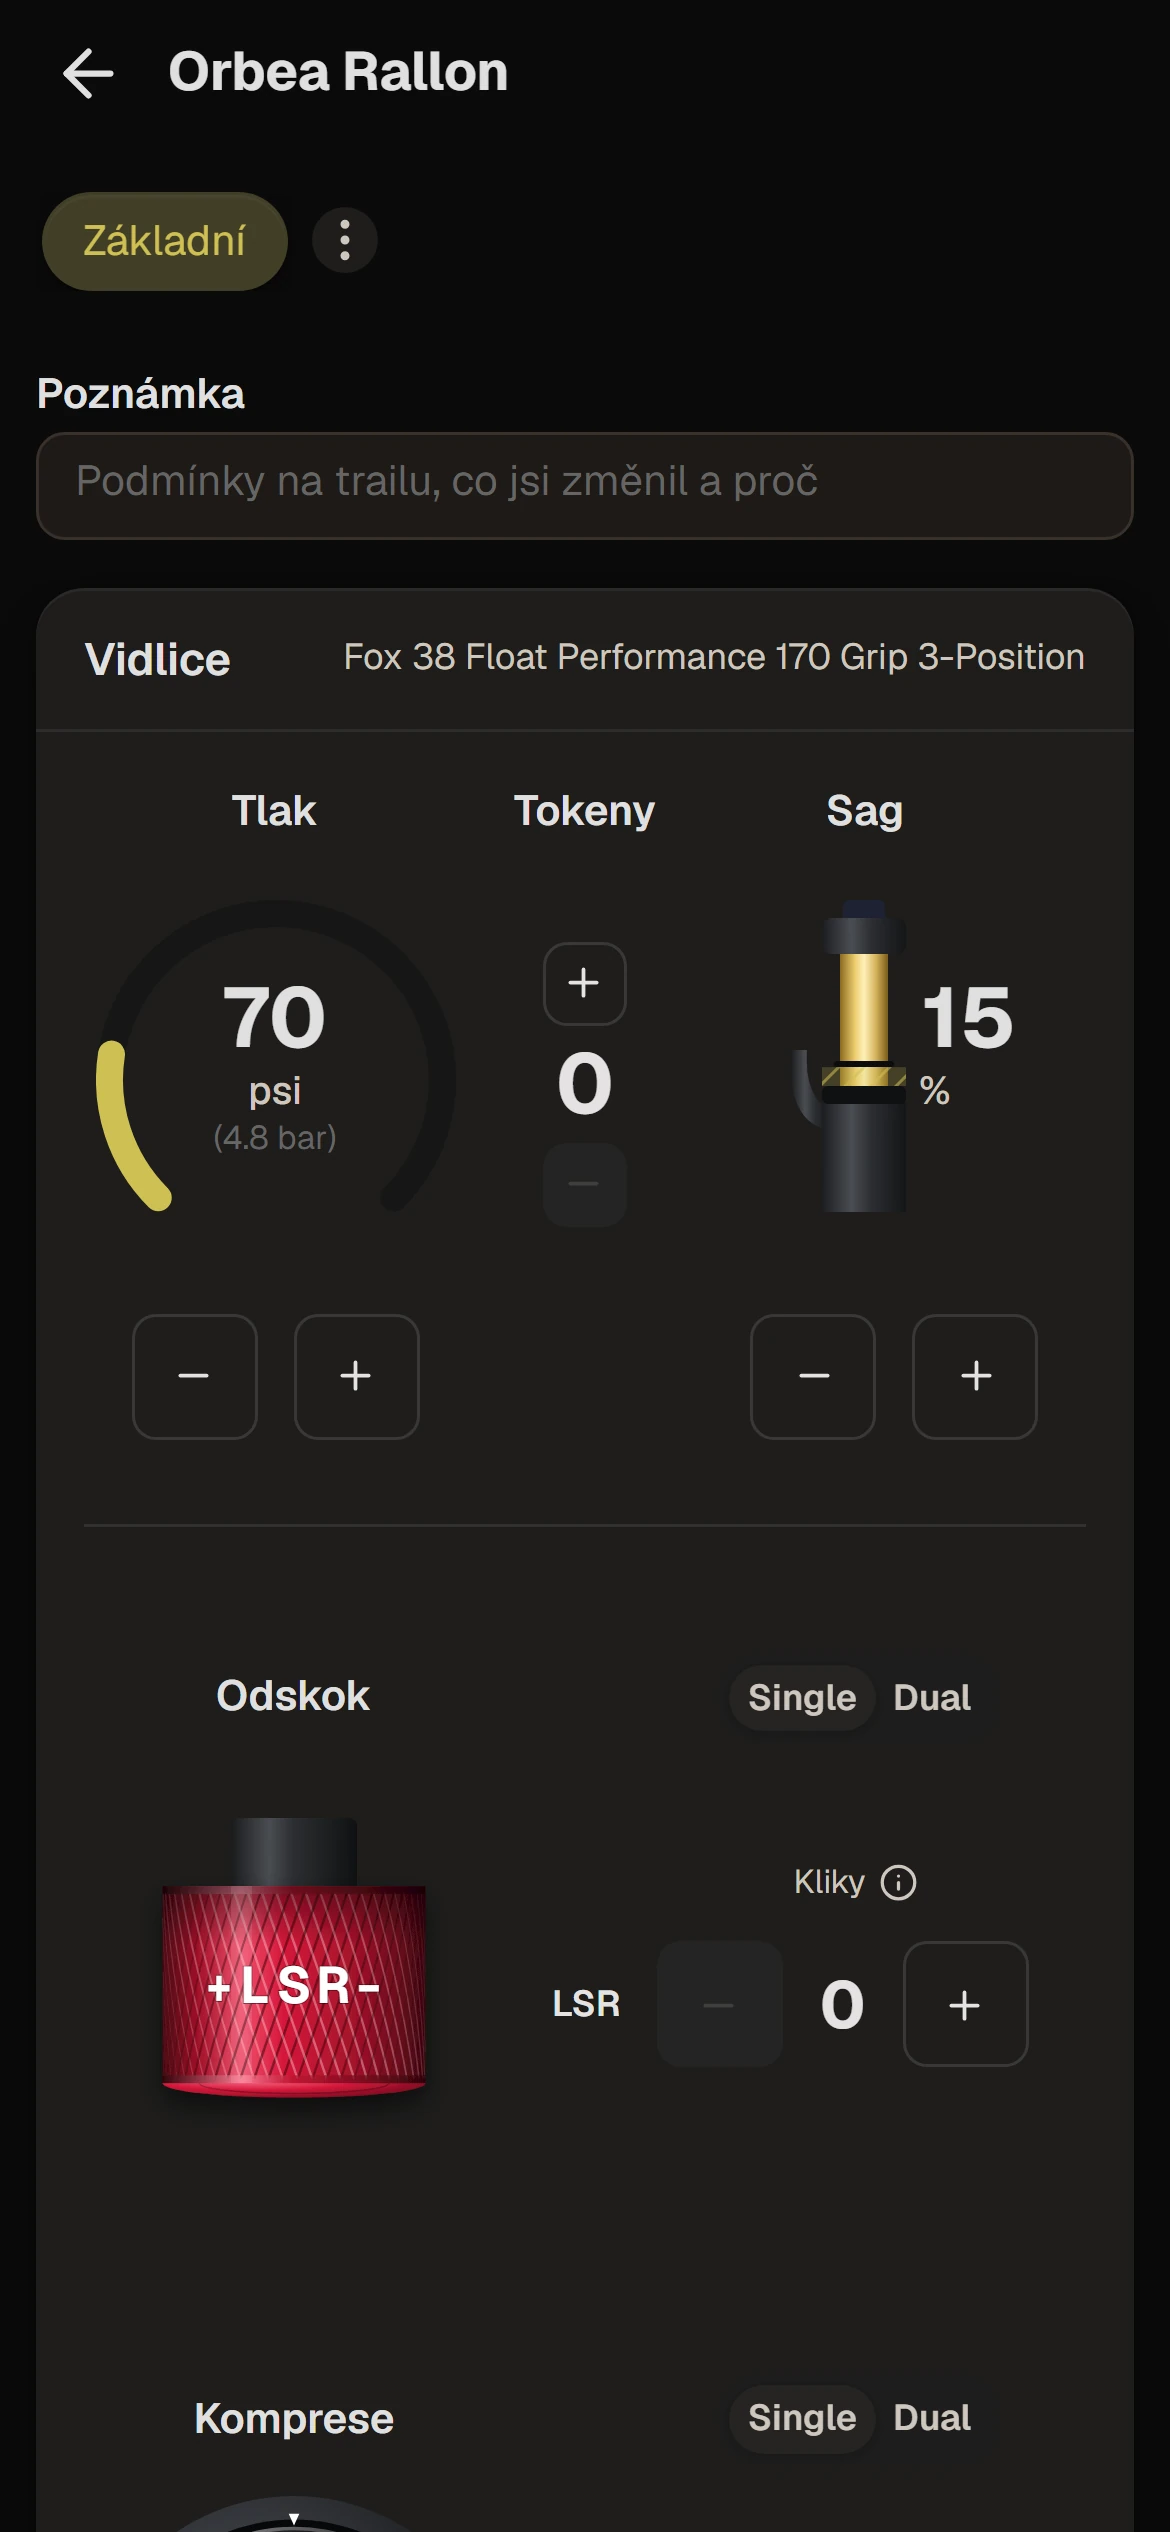 Orbea Rallon
Základní
Poznámka
Podmínky na trailu, co jsi změnil a proč
Vidlice
Fox 38 Float Performance 170 Grip 3-Position
Tlak
Tokeny
Sag
70
psi
(4.8 bar)
0
15
%
Odskok
Single Dual
+LSR-
Kliky
LSR
0
Komprese
Single Dual